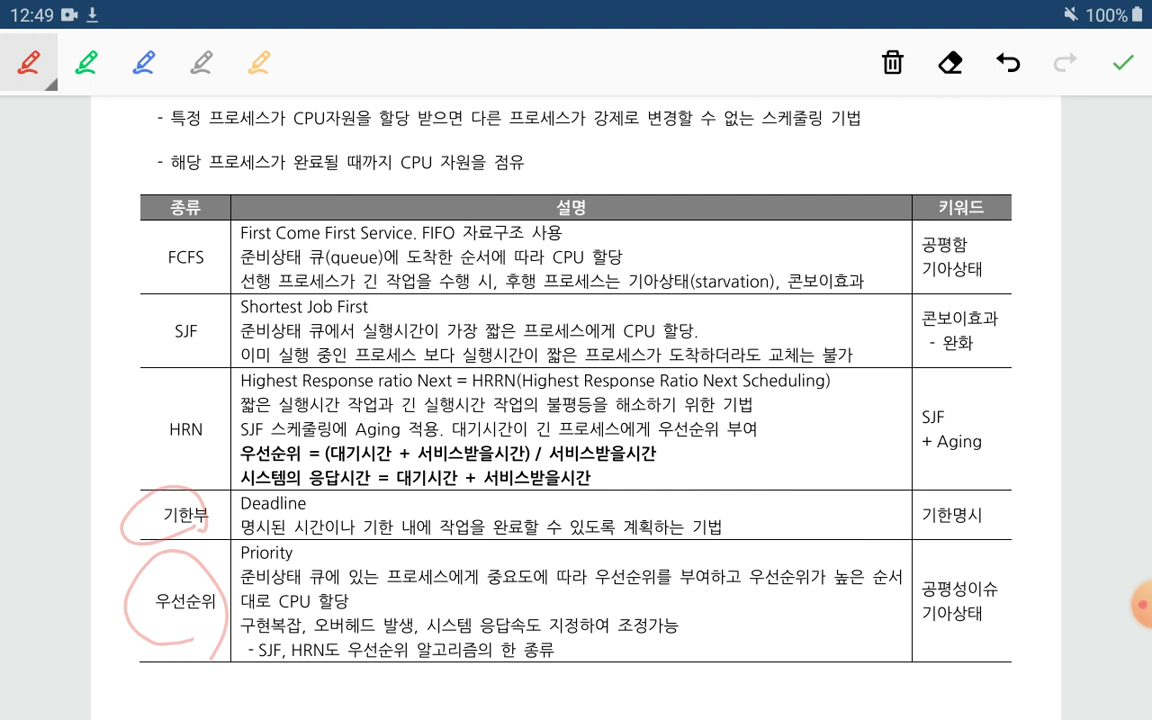 12:49
100%
- 특정 프로세스가 CPU자원을 할당 받으면 다른 프로세스가 강제로 변경할 수 없는 스케줄링 기법
- 해당 프로세스가 완료될 때까지 CPU 자원을 점유
종류 설명 키워드
FCFS
First Come First Service. FIFO 자료구조 사용
준비상태 큐(queue)에 도착한 순서에 따라 CPU 할당
선행 프로세스가 긴 작업을 수행 시, 후행 프로세스는 기아상태(starvation), 콘보이효과
공평함
기아상태
SJF
Shortest Job First
준비상태 큐에서 실행시간이 가장 짧은 프로세스에게 CPU 할당.
이미 실행 중인 프로세스 보다 실행시간이 짧은 프로세스가 도착하더라도 교체는 불가
콘보이효과
- 완화
HRN
Highest Response ratio Next = HRRN(Highest Response Ratio Next Scheduling)
짧은 실행시간 작업과 긴 실행시간 작업의 불평등을 해소하기 위한 기법
SJF 스케줄링에 Aging 적용. 대기시간이 긴 프로세스에게 우선순위 부여
우선순위 = (대기시간 + 서비스받을시간) / 서비스받을시간
시스템의 응답시간 = 대기시간 + 서비스받을시간
SJF
+ Aging
기한부
Deadline
명시된 시간이나 기한 내에 작업을 완료할 수 있도록 계획하는 기법
기한명시
우선순위
Priority
준비상태 큐에 있는 프로세스에게 중요도에 따라 우선순위를 부여하고 우선순위가 높은 순서
대로 CPU 할당
구현복잡, 오버헤드 발생, 시스템 응답속도 지정하여 조정가능
- SJF, HRN도 우선순위 알고리즘의 한 종류
공평성이슈
기아상태